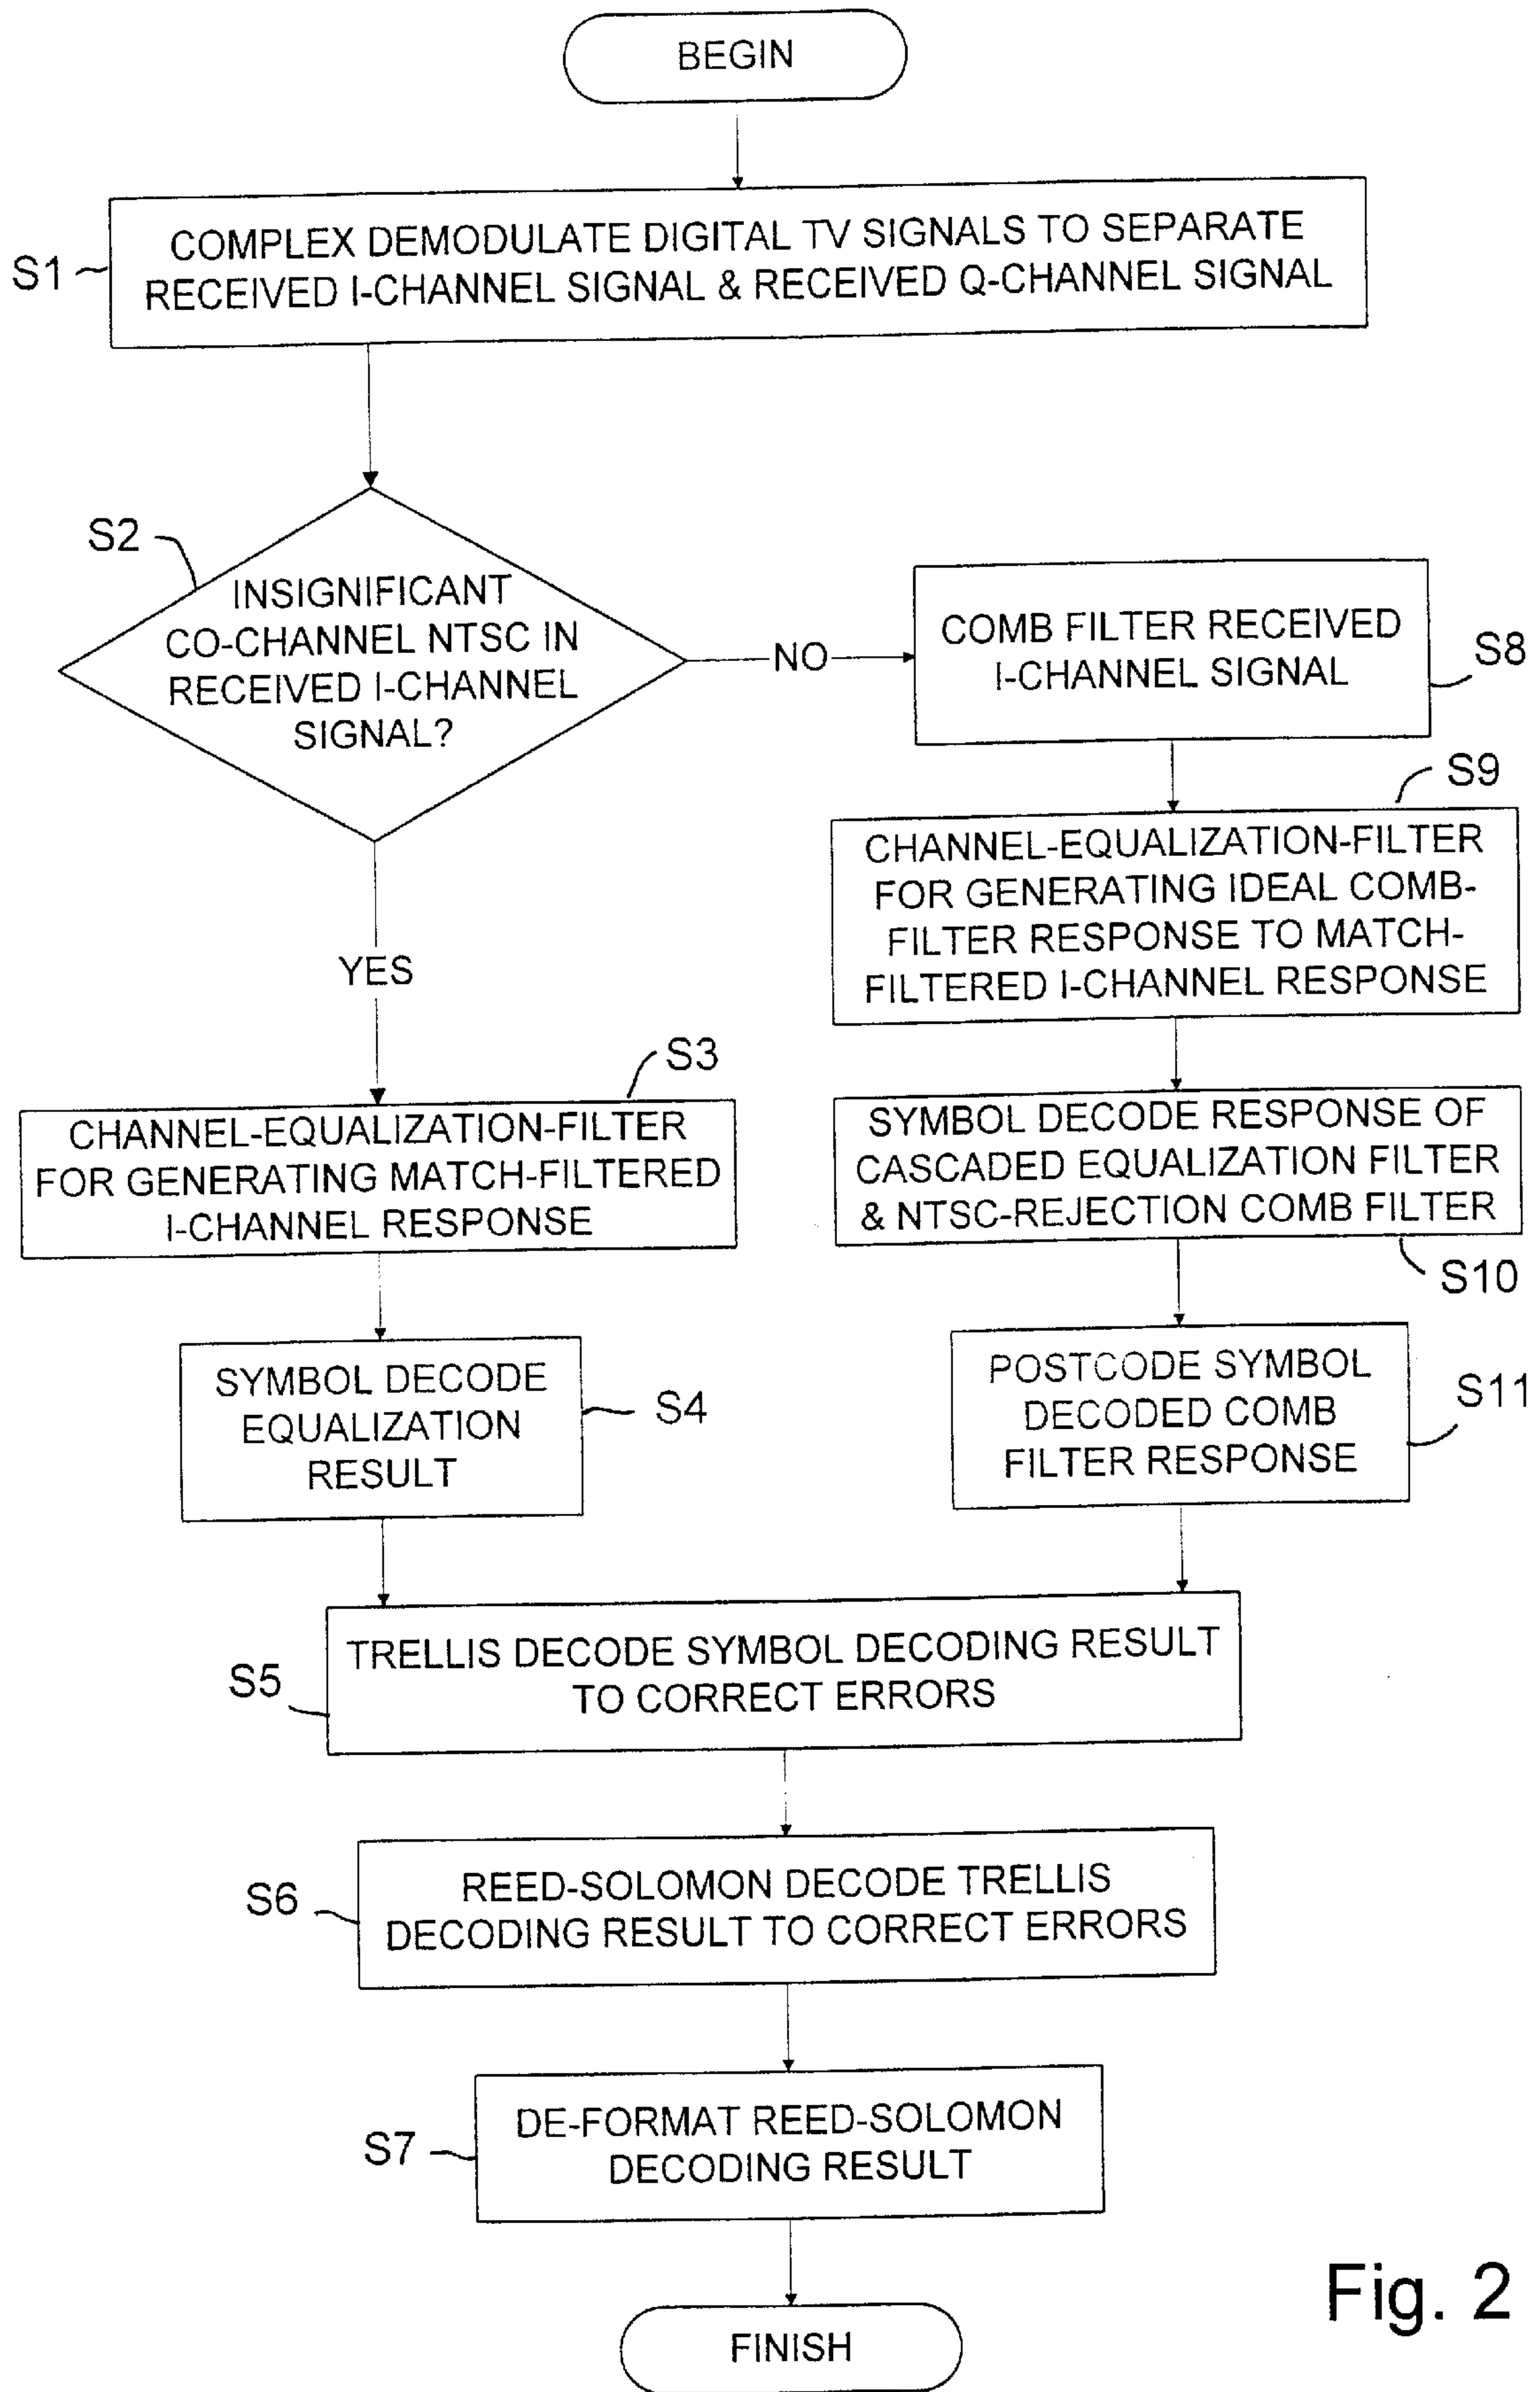 BEGIN
S1
COMPLEX DEMODULATE DIGITAL TV SIGNALS TO SEPARATE
RECEIVED I-CHANNEL SIGNAL & RECEIVED Q-CHANNEL SIGNAL
S2
INSIGNIFICANT
CO-CHANNEL NTSC IN
RECEIVED I-CHANNEL
SIGNAL?
NO
COMB FILTER RECEIVED
I-CHANNEL SIGNAL
S8
S9
CHANNEL-EQUALIZATION-FILTER
FOR GENERATING IDEAL COMB-
FILTER RESPONSE TO MATCH-
FILTERED I-CHANNEL RESPONSE
YES
S3
CHANNEL-EQUALIZATION-FILTER
FOR GENERATING MATCH-FILTERED
I-CHANNEL RESPONSE
SYMBOL DECODE RESPONSE OF
CASCADED EQUALIZATION FILTER
& NTSC-REJECTION COMB FILTER
S10
SYMBOL DECODE
EQUALIZATION
RESULT
S4
POSTCODE SYMBOL
DECODED COMB
FILTER RESPONSE
S11
S5
TRELLIS DECODE SYMBOL DECODING RESULT
TO CORRECT ERRORS
S6
REED-SOLOMON DECODE TRELLIS
DECODING RESULT TO CORRECT ERRORS
S7
DE-FORMAT REED-SOLOMON
DECODING RESULT
FINISH
Fig. 2